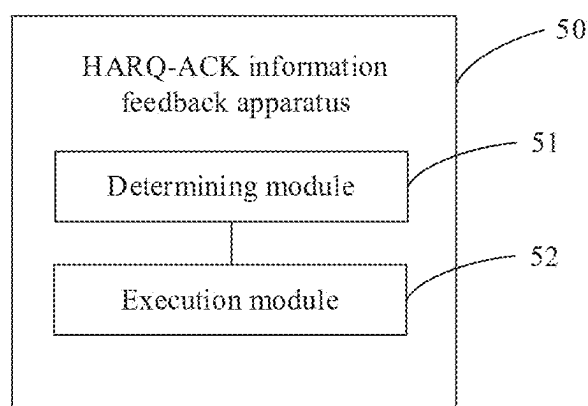 50
HARQ-ACK information
feedback apparatus
51
Determining module
52
Execution module